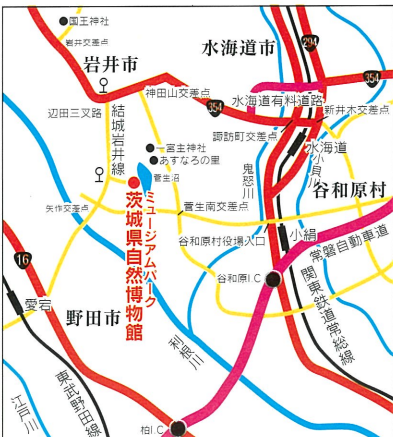 国王神社
岩井交差点
岩井市
水海道市
294
354
神田山交差点
354
水海道有料道路
新井木交差点
辺田三叉路
結城岩井線
諏訪町交差点
一宮主神社
あすなろの里
菅生沼
水海道
小貝川
鬼怒川
谷和原村
矢作交差点
ミュージアムパーク
茨城県自然博物館
菅生南交差点
谷和原村役場入口
小絹
常磐自動車道
16
谷和原I.C
愛宕
野田市
利根川
関東鉄道常総線
東武野田線
江戸川
柏I.C